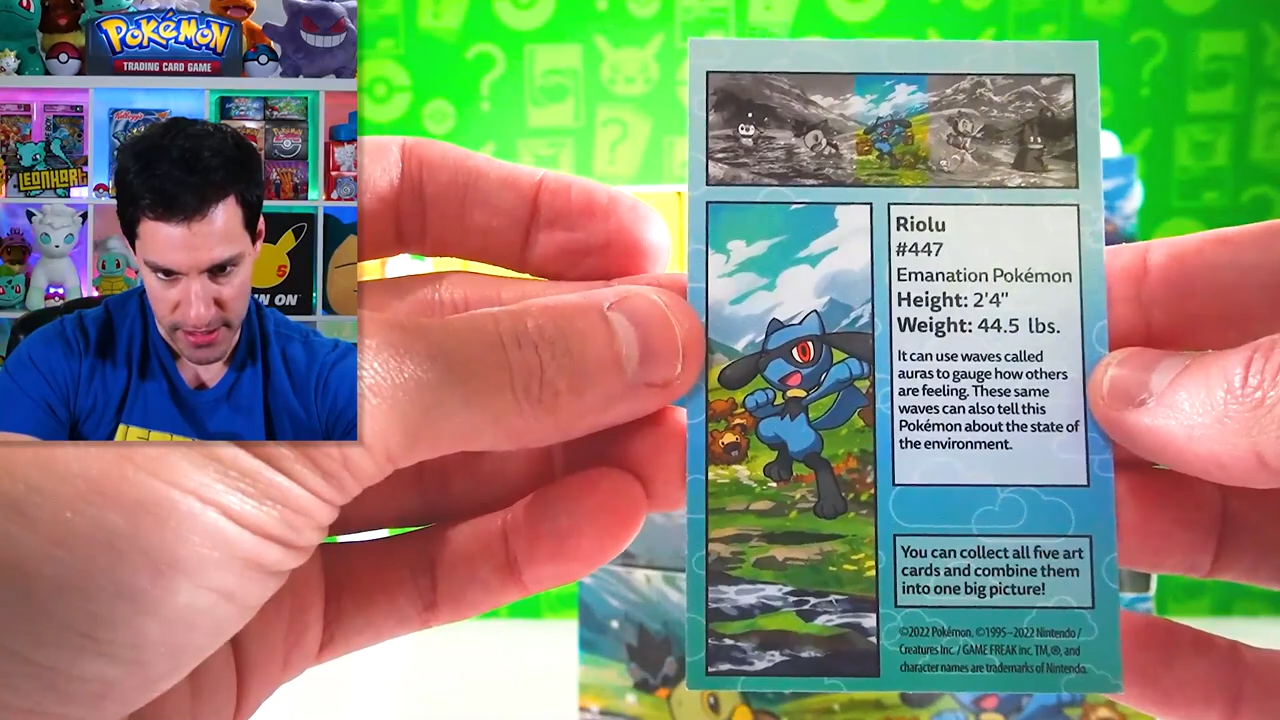 POKÉMON
TRADING CARD GAME
LEONHART
Riolu
#447
Emanation Pokémon
Height: 2'4"
Weight: 44.5 lbs.
It can use waves called
auras to gauge how others
are feeling. These same
waves can also tell this
Pokémon about the state of
the environment.
You can collect all five art
cards and combine them
into one big picture!
©2022 Pokémon. ©1995–2022 Nintendo /
Creatures Inc. / GAME FREAK inc. TM,®, and
character names are trademarks of Nintendo.